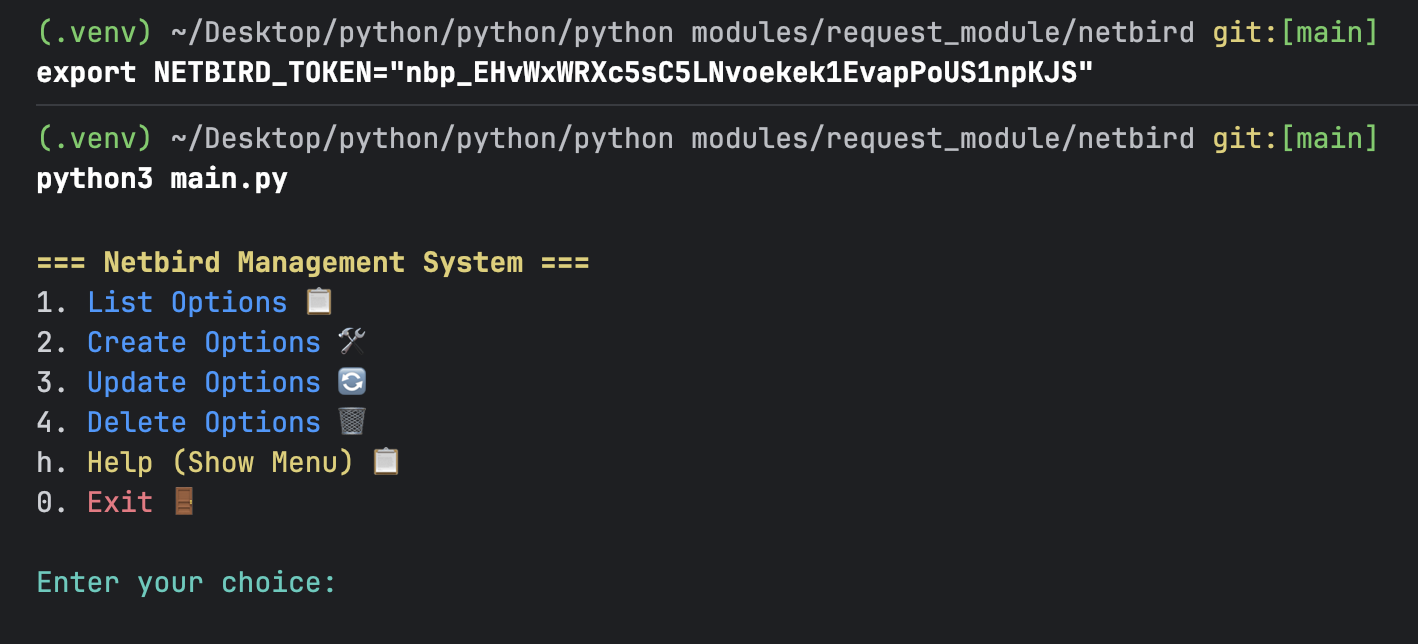 (.venv) ~/Desktop/python/python/python modules/request_module/netbird git:[main]
export NETBIRD_TOKEN="nbp_EHvWxWRXc5sC5LNvoekek1EvapPoUS1npKJS"
(.venv) ~/Desktop/python/python/python modules/request_module/netbird git:[main]
python3 main.py
=== Netbird Management System ===
1. List Options 📋
2. Create Options 🛠️
3. Update Options 🔄
4. Delete Options 🗑️
h. Help (Show Menu) 📋
0. Exit 🚪
Enter your choice: